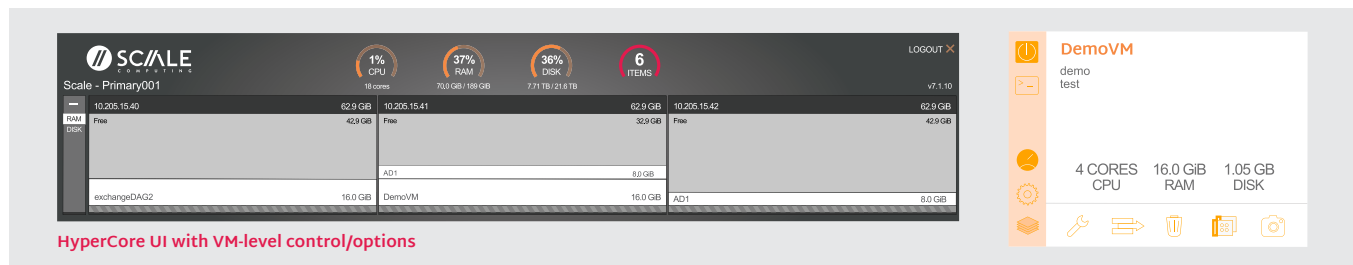 SC//LE
COMPUTING
Scale - Primary001
1%
CPU
18 cores
37%
RAM
70,0 GiB / 189 GiB
36%
DISK
7.71 TB / 21.6 TB
6
ITEMS
LOGOUT
v7.1.10
RAM
DISK
10.205.15.40 62.9 GiB
Free 42,9 GiB
exchangeDAG2 16.0 GiB
10.205.15.41 62.9 GiB
Free 32,9 GiB
AD1 8,0 GiB
DemoVM 16.0 GiB
10.205.15.42 62.9 GiB
Free 42.9 GiB
AD1 8.0 GiB
HyperCore UI with VM-level control/options
DemoVM
demo
test
4 CORES 16.0 GiB 1.05 GB
CPU RAM DISK